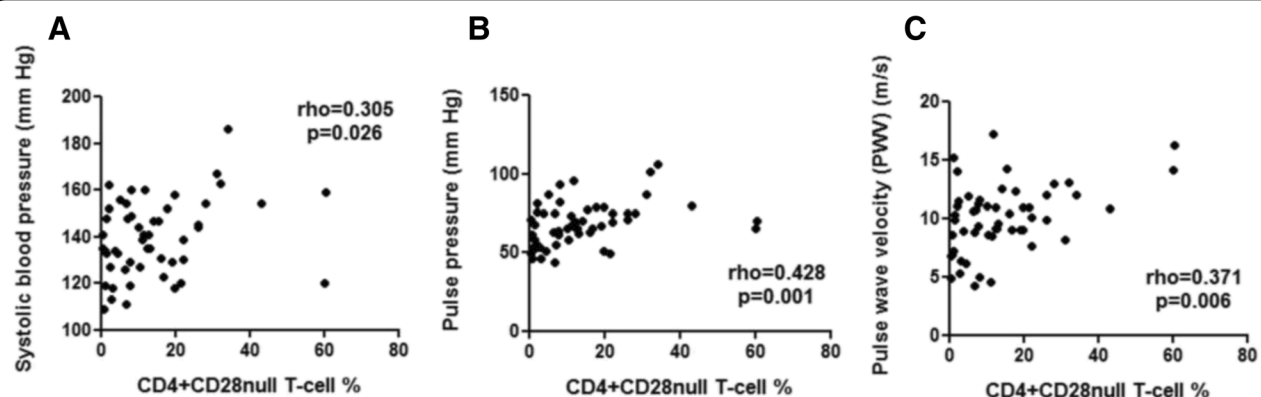 A
Systolic blood pressure (mm Hg)
200
180
160
140
120
100
rho=0.305
p=0.026
0
20
40
60
80
CD4+CD28null T-cell %
B
Pulse pressure (mm Hg)
150
100
50
0
rho=0.428
p=0.001
0
20
40
60
80
CD4+CD28null T-cell %
C
Pulse wave velocity (PWV) (m/s)
20
15
10
5
0
rho=0.371
p=0.006
0
20
40
60
80
CD4+CD28null T-cell %